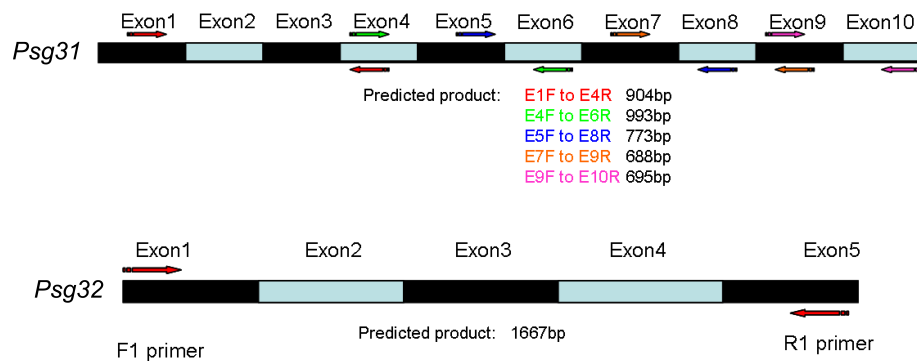 Exon1 Exon2 Exon3 Exon4 Exon5 Exon6 Exon7 Exon8 Exon9 Exon10
Psg31
Predicted product: E1F to E4R 904bp
E4F to E6R 993bp
E5F to E8R 773bp
E7F to E9R 688bp
E9F to E10R 695bp
Exon1 Exon2 Exon3 Exon4 Exon5
Psg32
Predicted product: 1667bp
F1 primer R1 primer